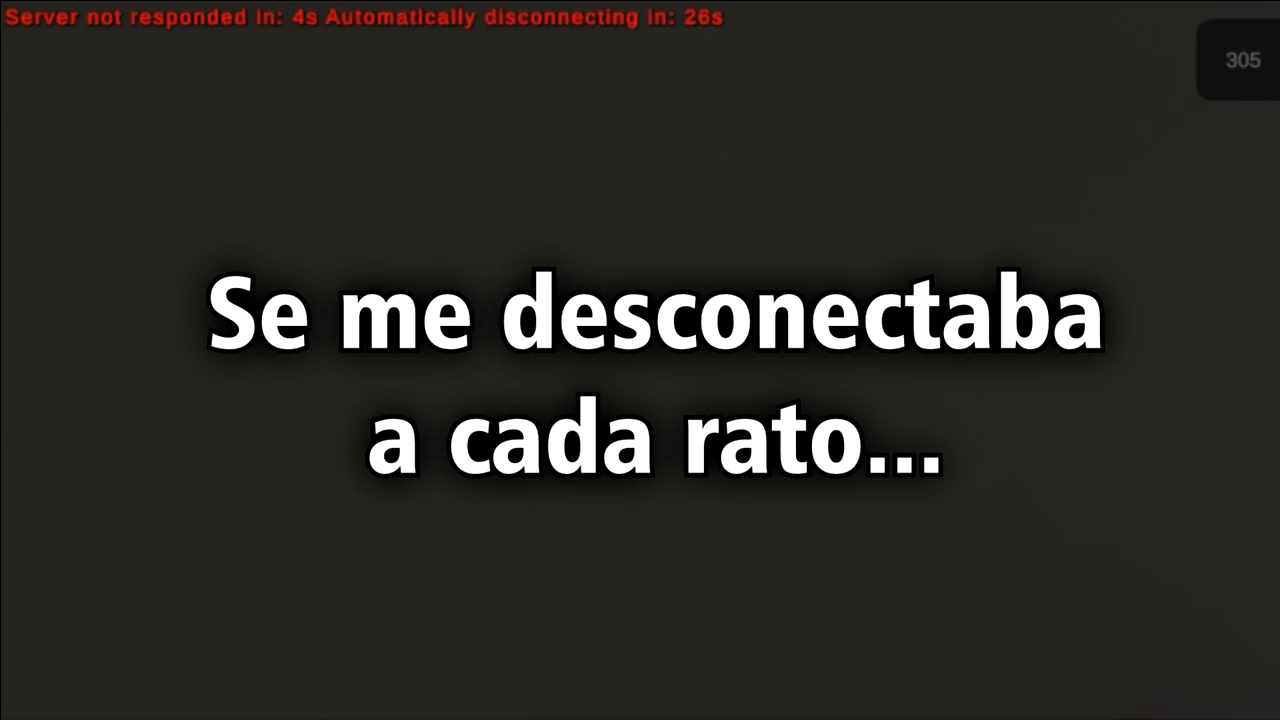 Server not responded in: 4s Automatically disconnecting in: 26s
305
Se me desconectaba
a cada rato...